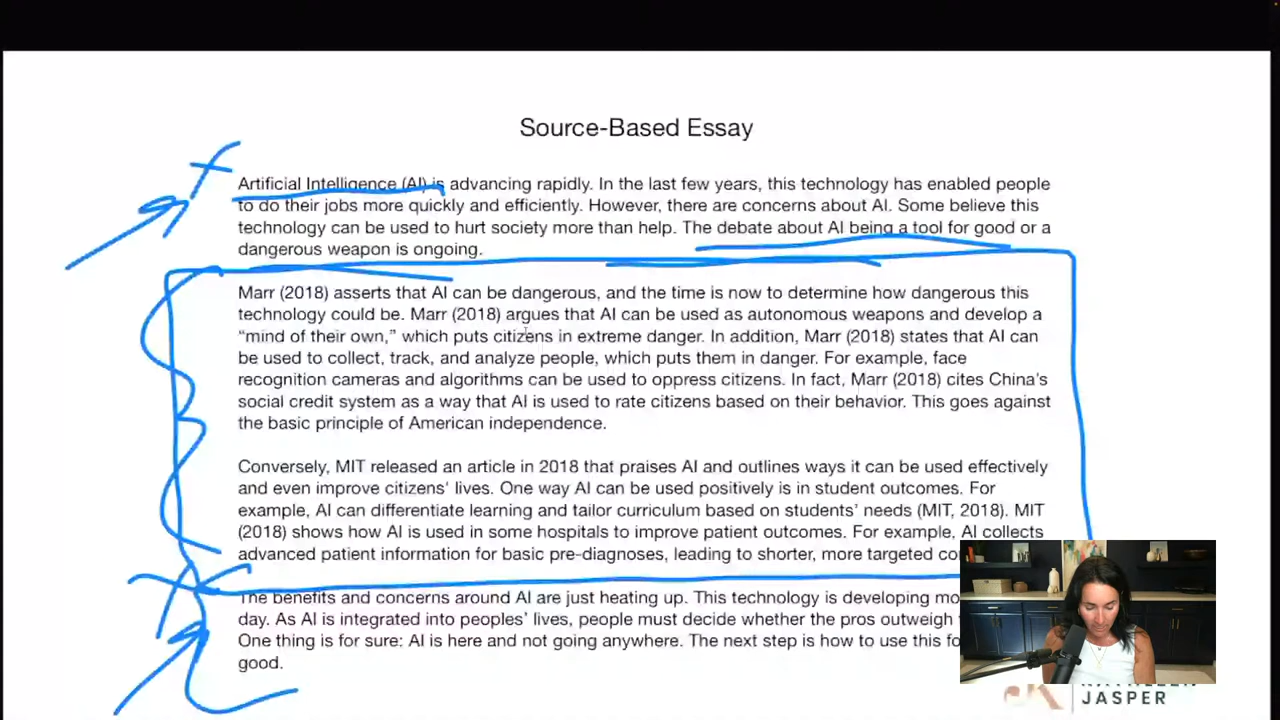 Source-Based Essay
Artificial Intelligence (AI) is advancing rapidly. In the last few years, this technology has enabled people
to do their jobs more quickly and efficiently. However, there are concerns about AI. Some believe this
technology can be used to hurt society more than help. The debate about AI being a tool for good or a
dangerous weapon is ongoing.
Marr (2018) asserts that AI can be dangerous, and the time is now to determine how dangerous this
technology could be. Marr (2018) argues that AI can be used as autonomous weapons and develop a
“mind of their own,” which puts citizens in extreme danger. In addition, Marr (2018) states that AI can
be used to collect, track, and analyze people, which puts them in danger. For example, face
recognition cameras and algorithms can be used to oppress citizens. In fact, Marr (2018) cites China’s
social credit system as a way that AI is used to rate citizens based on their behavior. This goes against
the basic principle of American independence.
Conversely, MIT released an article in 2018 that praises AI and outlines ways it can be used effectively
and even improve citizens’ lives. One way AI can be used positively is in student outcomes. For
example, AI can differentiate learning and tailor curriculum based on students’ needs (MIT, 2018). MIT
(2018) shows how AI is used in some hospitals to improve patient outcomes. For example, AI collects
advanced patient information for basic pre-diagnoses, leading to shorter, more targeted
The benefits and concerns around AI are just heating up. This technology is developing
day. As AI is integrated into peoples’ lives, people must decide whether the pros outweigh
One thing is for sure: AI is here and not going anywhere. The next step is how to use this
good.
JASPER